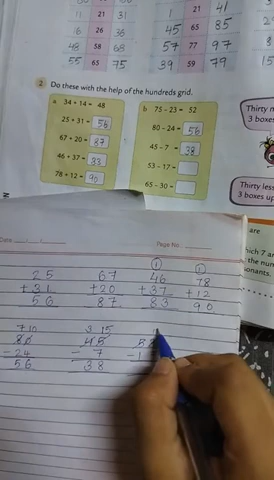 11 21 31
16 26 36
48 58 68
55 65 75
1 21 41
45 65 85
57 77 97
39 59 79
2 Do these with the help of the hundreds grid.
a 34 + 14 = 48
25 + 31 = 56
67 + 20 = 87
46 + 37 = 83
78 + 12 = 90
b 75 – 23 = 52
80 – 24 = 56
45 – 7 = 38
53 – 17 =
65 – 30 =
Thirty m
3 boxes
Thirty less
3 boxes up
are
hich 7 ar
the num
onants.
Date
Page No.
1 1
25 67 46 78
+31 +20 +37 +12
56 87 83 90
7 10 3 15
80 45 5
-24 - 7 -1
56 38